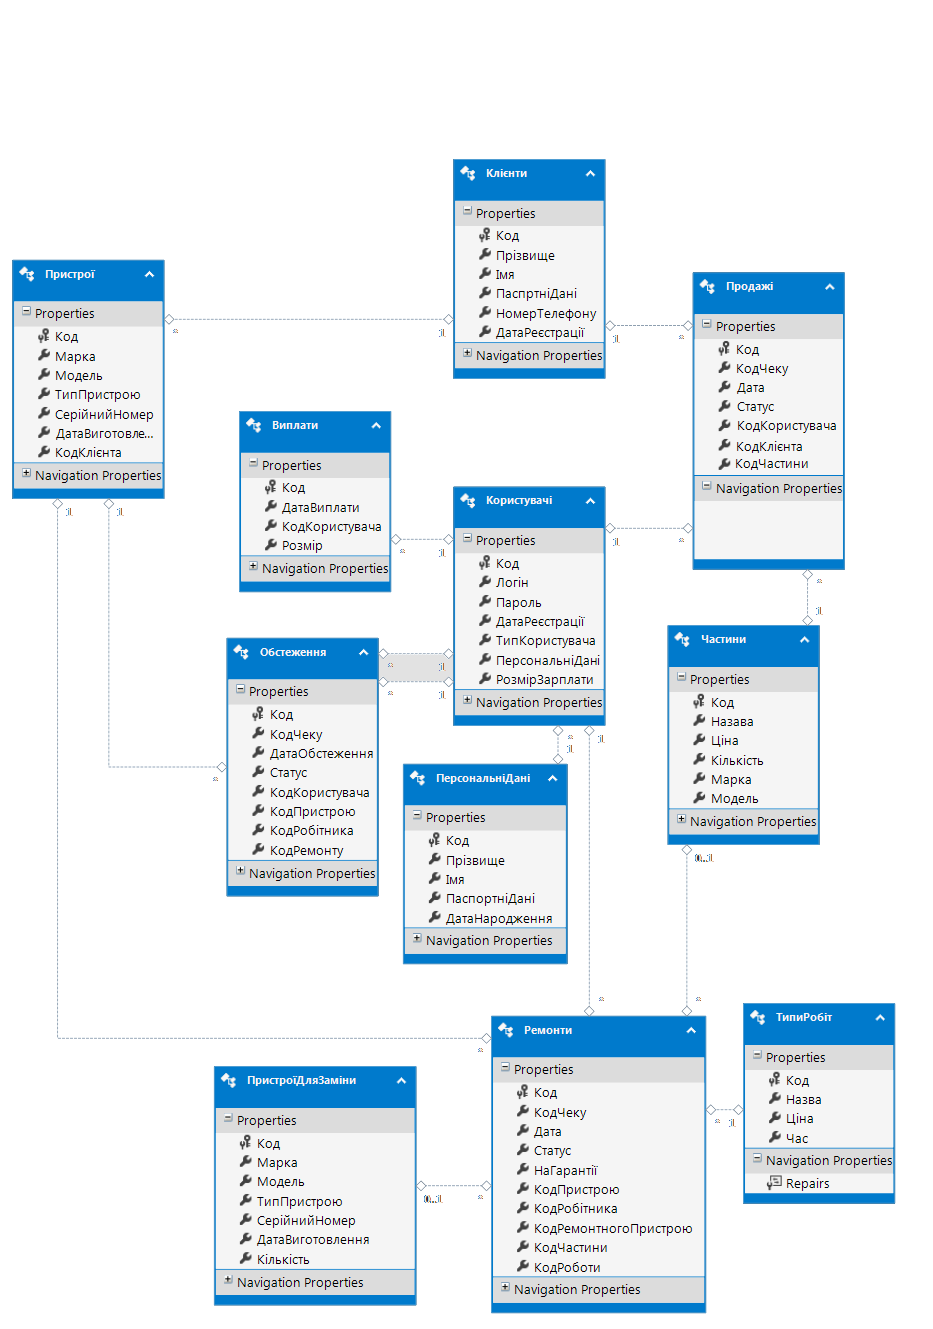 Клієнти
Properties
Код
Прізвище
Імя
ПаспртніДані
НомерТелефону
ДатаРеєстрації
Navigation Properties
Пристрої
Properties
Код
Марка
Модель
ТипПристрою
СерійнийНомер
ДатаВиготовле...
КодКлієнта
Navigation Properties
Продажі
Properties
Код
КодЧеку
Дата
Статус
КодКористувача
КодКлієнта
КодЧастини
Navigation Properties
Виплати
Properties
Код
ДатаВиплати
КодКористувача
Розмір
Navigation Properties
Користувачі
Properties
Код
Логін
Пароль
ДатаРеєстрації
ТипКористувача
ПерсональніДані
РозмірЗарплати
Navigation Properties
Обстеження
Properties
Код
КодЧеку
ДатаОбстеження
Статус
КодКористувача
КодПристрою
КодРобітника
КодРемонту
Navigation Properties
Частини
Properties
Код
Назава
Ціна
Кількість
Марка
Модель
Navigation Properties
ПерсональніДані
Properties
Код
Прізвище
Імя
ПаспортніДані
ДатаНародження
Navigation Properties
Ремонти
Properties
Код
КодЧеку
Дата
Статус
НаГарантії
КодПристрою
КодРобітника
КодРемонтногоПристрою
КодЧастини
КодРоботи
Navigation Properties
ТипиРобіт
Properties
Код
Назва
Ціна
Час
Navigation Properties
Repairs
ПристроїДляЗаміни
Properties
Код
Марка
Модель
ТипПристрою
СерійнийНомер
ДатаВиготовлення
Кількість
Navigation Properties